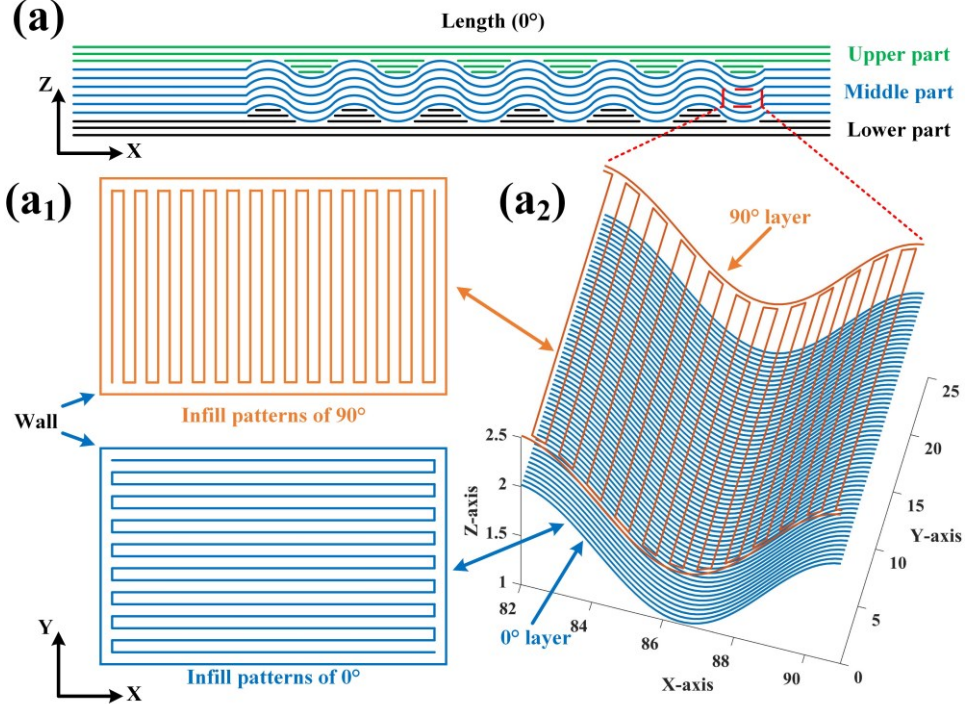 (a)
Length (0°)
Z
X
Upper part
Middle part
Lower part
(a1)
Infill patterns of 90°
Wall
Infill patterns of 0°
Y
X
(a2)
90° layer
0° layer
2.5
2
1.5
1
Z-axis
82
84
86
88
90
X-axis
0
5
10
15
20
25
Y-axis